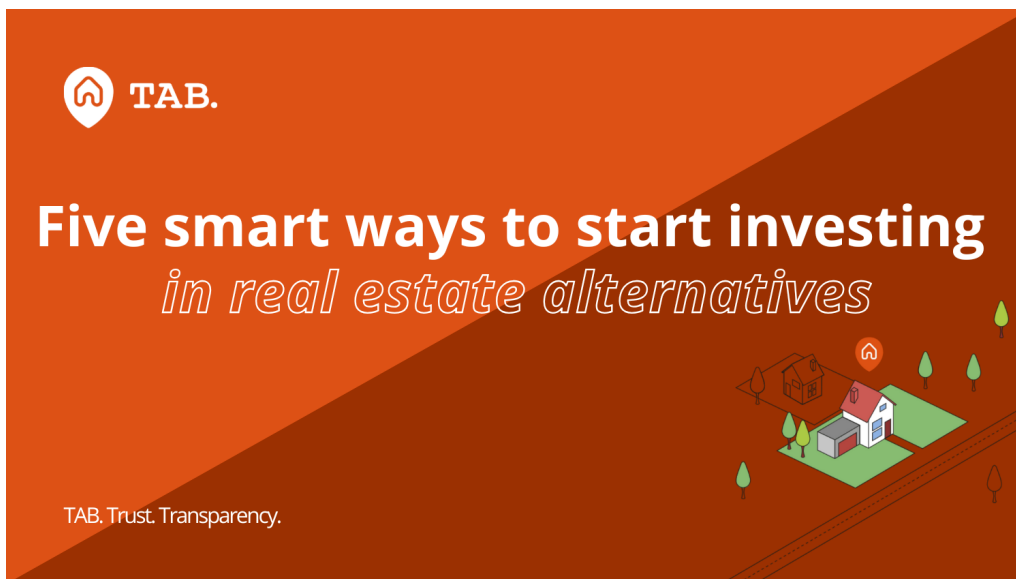 TAB.
Five smart ways to start investing
in real estate alternatives
TAB. Trust. Transparency.